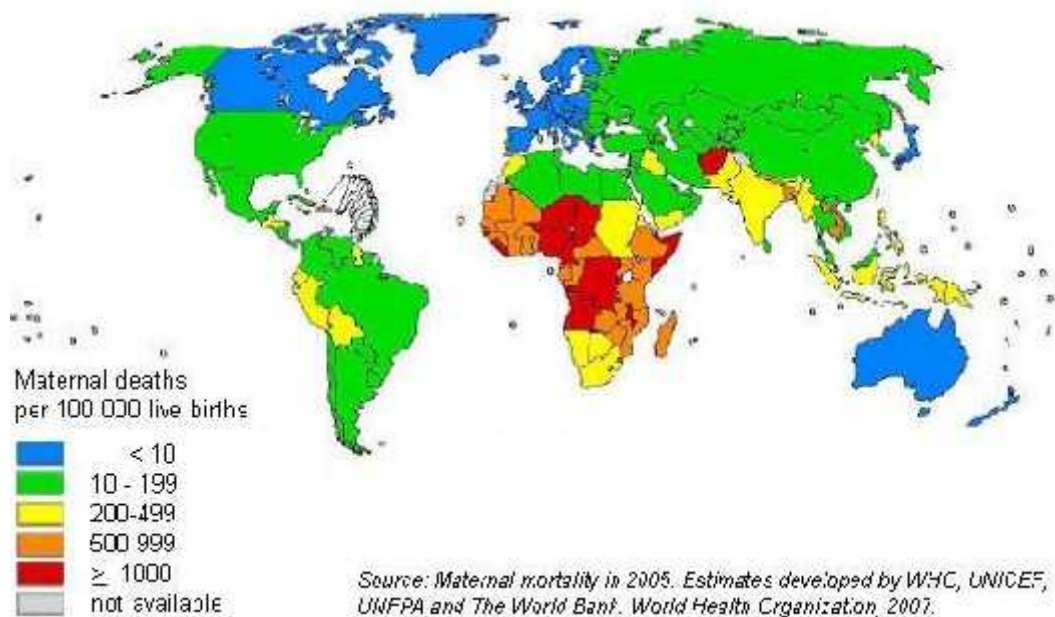 Maternal deaths
per 100 000 live births
< 10
10 - 199
200-499
500 999
≥ 1000
not available
Source: Maternal mortality in 2005. Estimates developed by WHO, UNICEF,
UNFPA and The World Bank. World Health Organization, 2007.